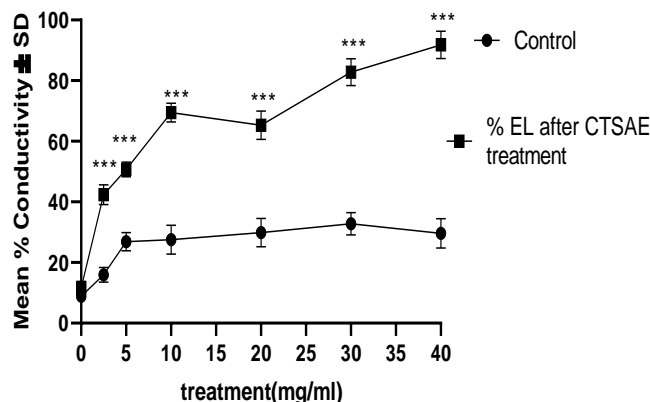 Mean % Conductivity ± SD
100
80
60
40
20
0
***
***
***
***
***
***
0 5 10 15 20 25 30 35 40
treatment(mg/ml)
Control
% EL after CTSAE
treatment